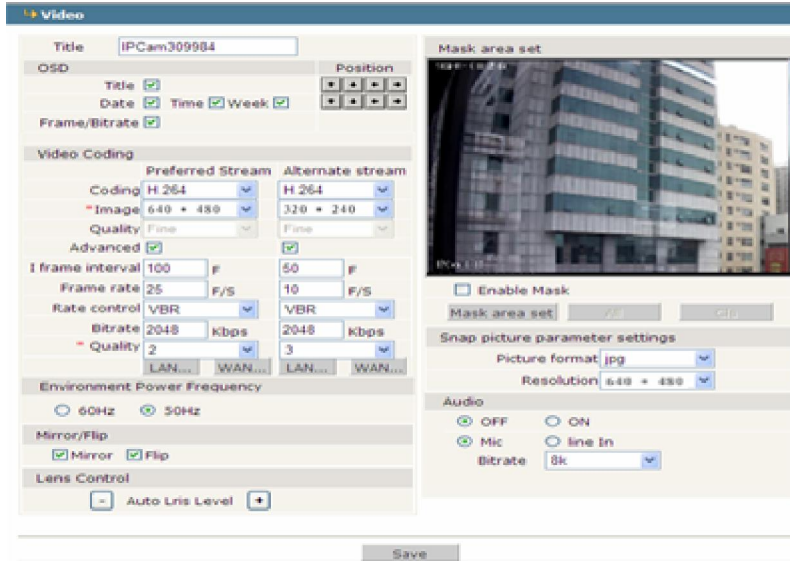 Video
Title IPCam309984
OSD Position
Title
Date Time Week
Frame/Bitrate
Video Coding
Preferred Stream Alternate stream
Coding H.264 H.264
*Image 640 * 480 320 * 240
Quality Fine Fine
Advanced
I frame interval 100 F 50 F
Frame rate 25 F/S 10 F/S
Rate control VBR VBR
Bitrate 2048 Kbps 2048 Kbps
* Quality 2 3
LAN... WAN... LAN... WAN...
Environment Power Frequency
60Hz 50Hz
Mirror/Flip
Mirror Flip
Lens Control
- Auto Lris Level +
Mask area set
Enable Mask
Mask area set All Clr
Snap picture parameter settings
Picture format jpg
Resolution 640 * 480
Audio
OFF ON
Mic line In
Bitrate 8k
Save